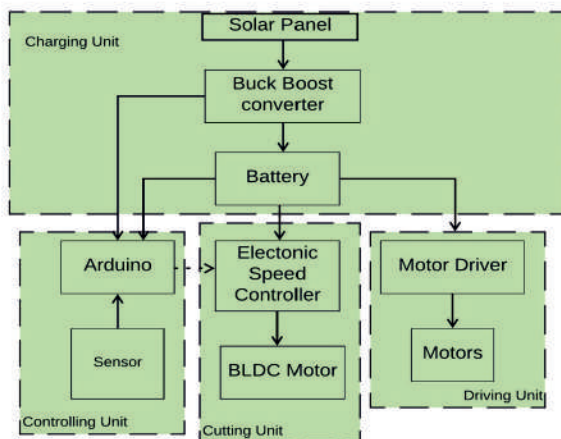 Solar Panel
Charging Unit
Buck Boost
converter
Battery
Arduino
Electonic
Speed
Controller
Motor Driver
Sensor
BLDC Motor
Motors
Controlling Unit
Cutting Unit
Driving Unit